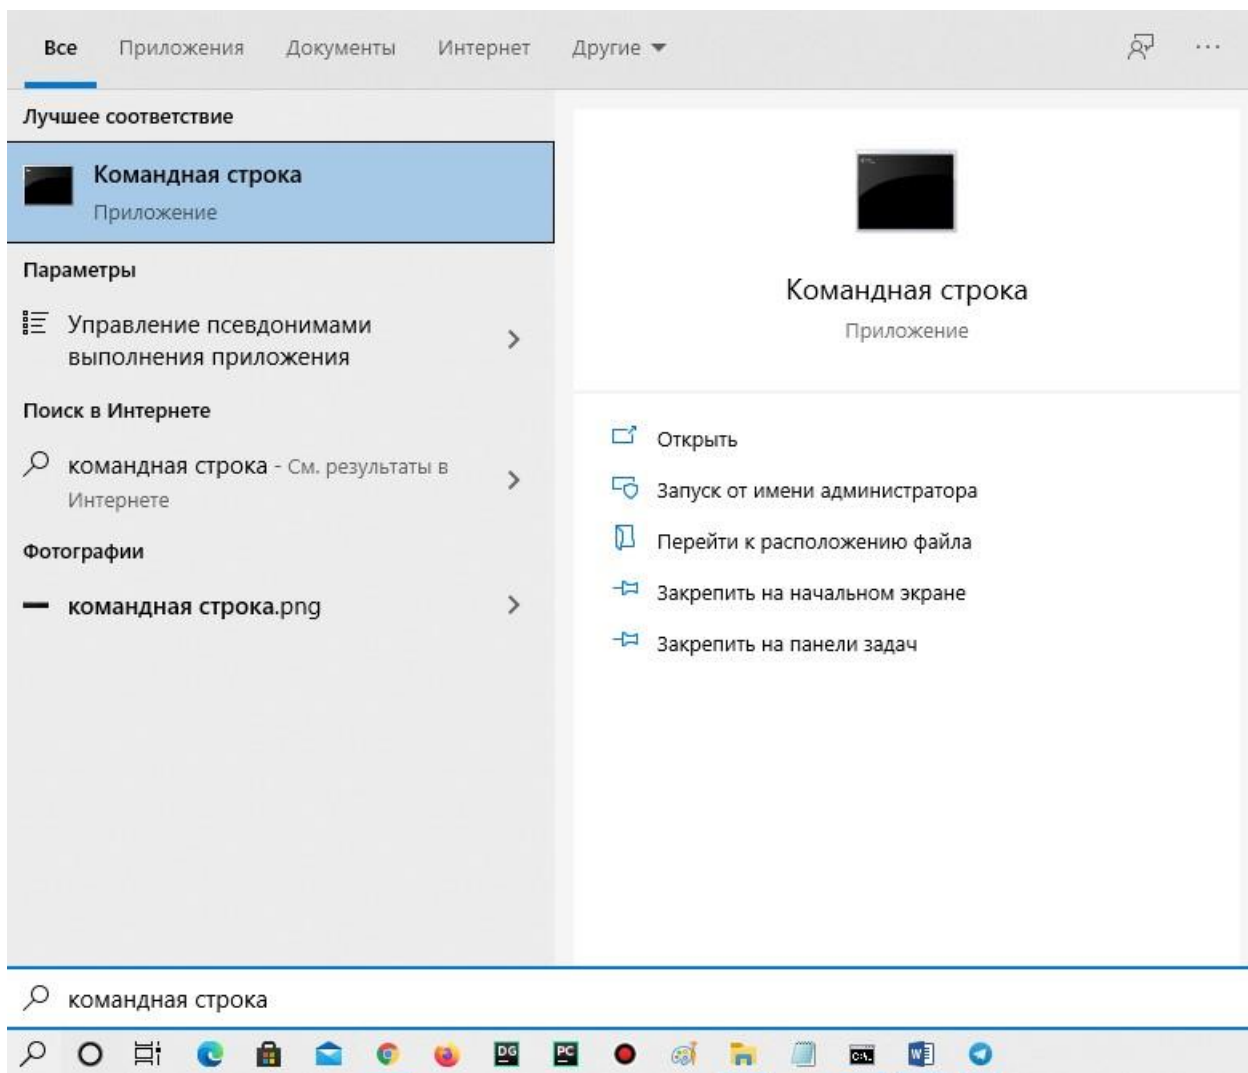 Все Приложения Документы Интернет Другие
Лучшее соответствие
Командная строка
Приложение
Параметры
Управление псевдонимами
выполнения приложения
Поиск в Интернете
командная строка - См. результаты в
Интернете
Фотографии
командная строка.png
Командная строка
Приложение
Открыть
Запуск от имени администратора
Перейти к расположению файла
Закрепить на начальном экране
Закрепить на панели задач
командная строка
DG PC C:\. W